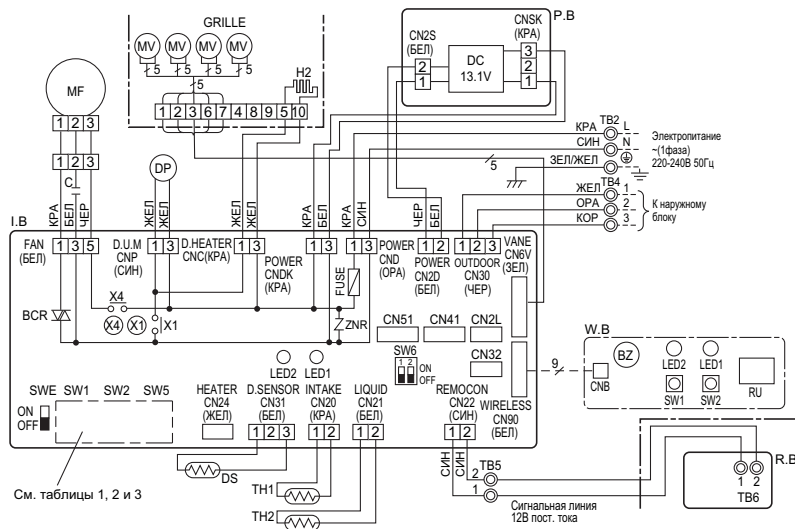 GRILLE
MV MV MV MV
5 5 5 5
5
H2
1 2 3 6 7 4 8 9 5 10
P.B
CN2S
(БЕЛ)
2
1
DC
13.1V
CNSK
(КРА)
3
2
1
MF
1 2 3
1 2 3
C
КРА
БЕЛ
ЧЕР
DP
ЖЕЛ
ЖЕЛ
ЖЕЛ
ЖЕЛ
КРА
БЕЛ
КРА
СИН
ЧЕР
БЕЛ
КРА
TB2
L
СИН
N
ЗЕЛ/ЖЕЛ
Электропитание
~(1фаза)
220-240В 50Гц
5
ЖЕЛ
TB4
1
ОРА
2
КОР
3
К наружному
блоку
I.B
FAN
(БЕЛ)
1 3 5
D.U.M
CNP
(СИН)
1 3
D.HEATER
CNC(КРА)
1 3
POWER
CNDK
(КРА)
1 3
1 3
POWER
CND
(ОРА)
1 2
POWER
CN2D
(БЕЛ)
1 2 3
OUTDOOR
CN30
(ЧЕР)
VANE
CN6V
(ЗЕЛ)
FUSE
BCR
X4
X4
X1
X1
ZNR
CN51
CN41
CN2L
CN32
SW6
1 2
ON
OFF
LED2
LED1
SWE
ON
OFF
SW1
SW2
SW5
HEATER
CN24
(ЖЕЛ)
D.SENSOR
CN31
(БЕЛ)
1 2 3
INTAKE
CN20
(КРА)
1 2
LIQUID
CN21
(БЕЛ)
1 2
REMOCON
CN22
(СИН)
1 2
WIRELESS
CN90
(БЕЛ)
9
W.B
BZ
CNB
LED2
LED1
SW1
SW2
RU
DS
TH1
TH2
СИН
СИН
2
TB5
1
Сигнальная линия
12В пост. тока
R.B
1 2
TB6
См. таблицы 1, 2 и 3